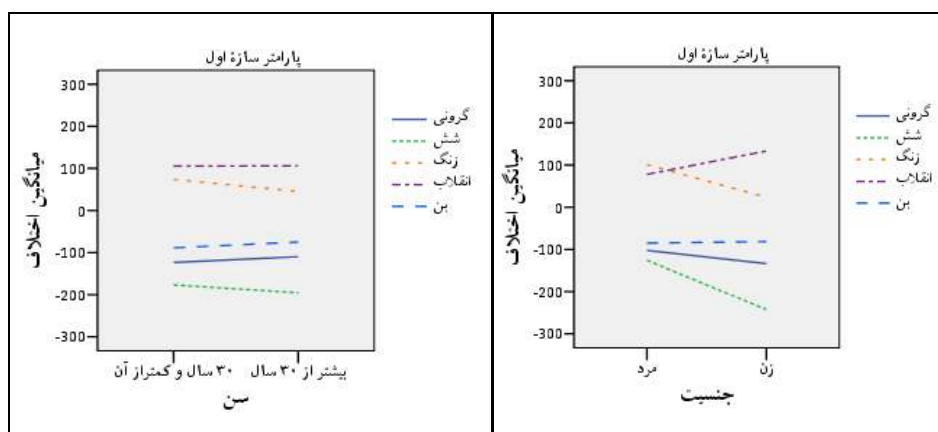 پارامتر سازهٔ اول
میانگین اختلاف
300
200
100
0
-100
-200
-300
۳۰ سال و کمتراز آن
بیشتر از ۳۰ سال
سن
گرونی
شش
زنگ
انقلاب
بن
پارامتر سازهٔ اول
میانگین اختلاف
300
200
100
0
-100
-200
-300
مرد
زن
جنسیت
گرونی
شش
زنگ
انقلاب
بن